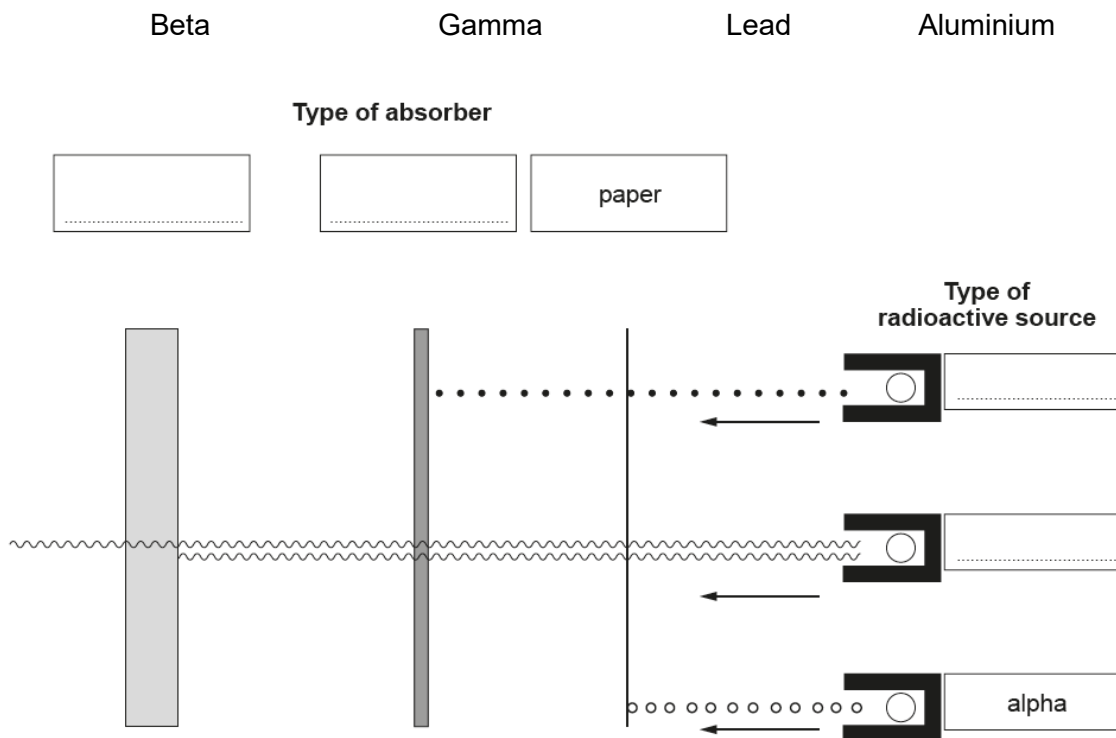 Beta Gamma Lead Aluminium
Type of absorber
paper
Type of
radioactive source
alpha